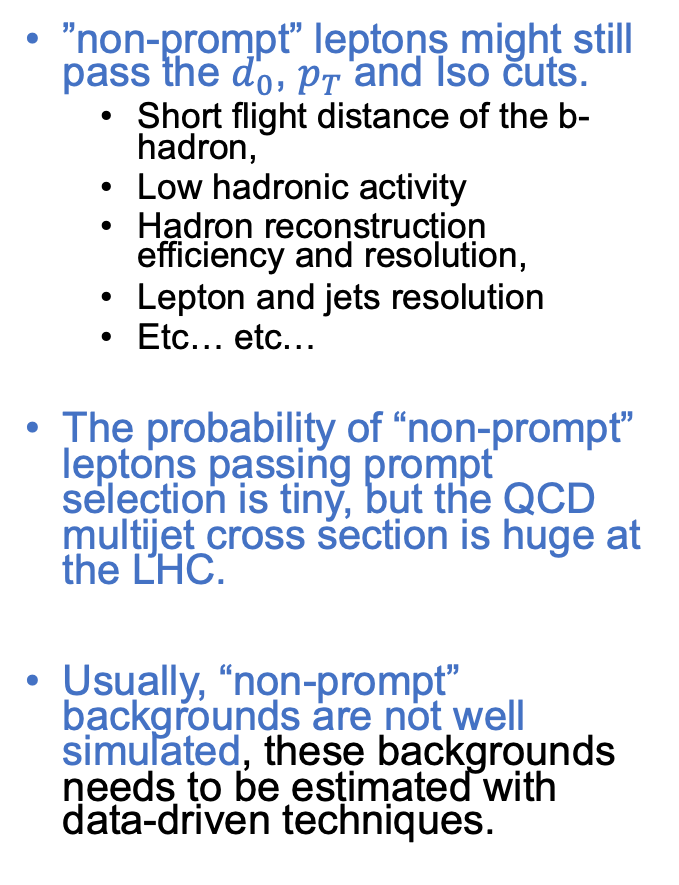 • ”non-prompt” leptons might still
pass the d₀, p_T and Iso cuts.
• Short flight distance of the b-
hadron,
• Low hadronic activity
• Hadron reconstruction
efficiency and resolution,
• Lepton and jets resolution
• Etc… etc…
• The probability of “non-prompt”
leptons passing prompt
selection is tiny, but the QCD
multijet cross section is huge at
the LHC.
• Usually, “non-prompt”
backgrounds are not well
simulated, these backgrounds
needs to be estimated with
data-driven techniques.